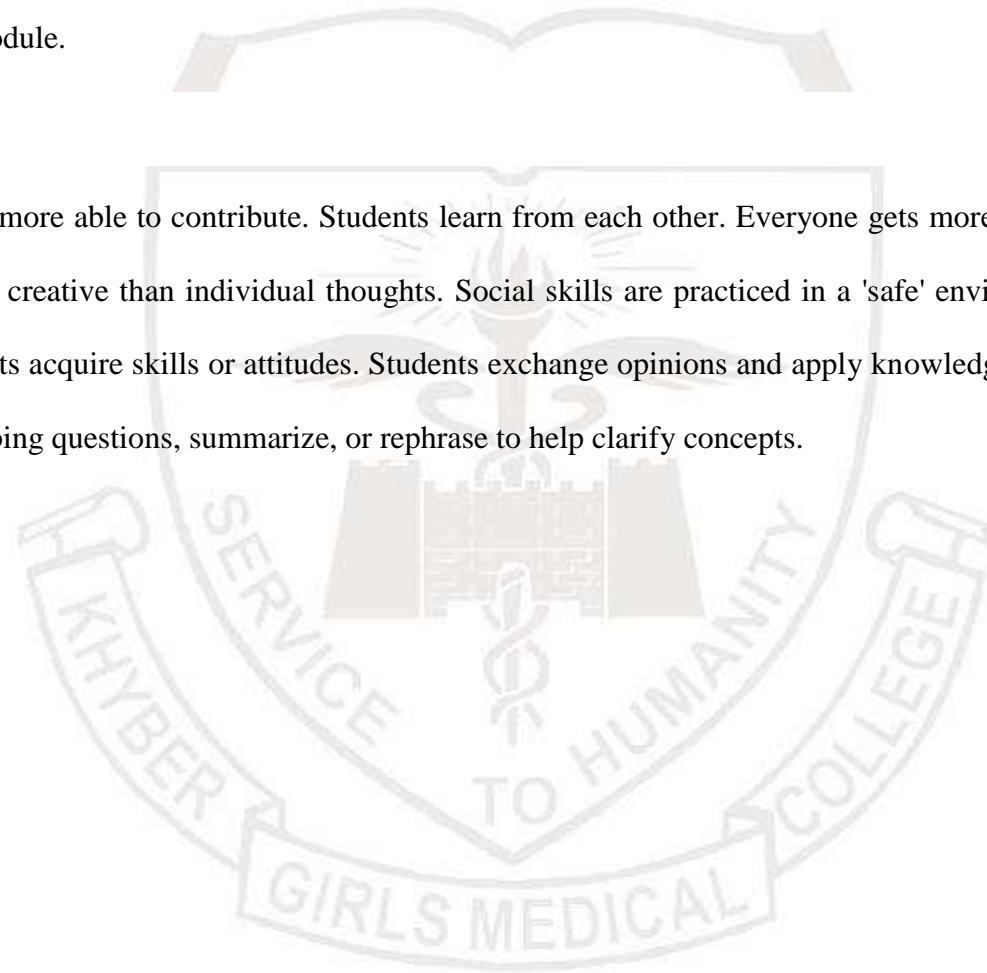 odule.
more able to contribute. Students learn from each other. Everyone gets more
creative than individual thoughts. Social skills are practiced in a 'safe' envi
ts acquire skills or attitudes. Students exchange opinions and apply knowledg
ing questions, summarize, or rephrase to help clarify concepts.
SERVICE TO HUMANITY
KHYBER GIRLS MEDICAL COLLEGE